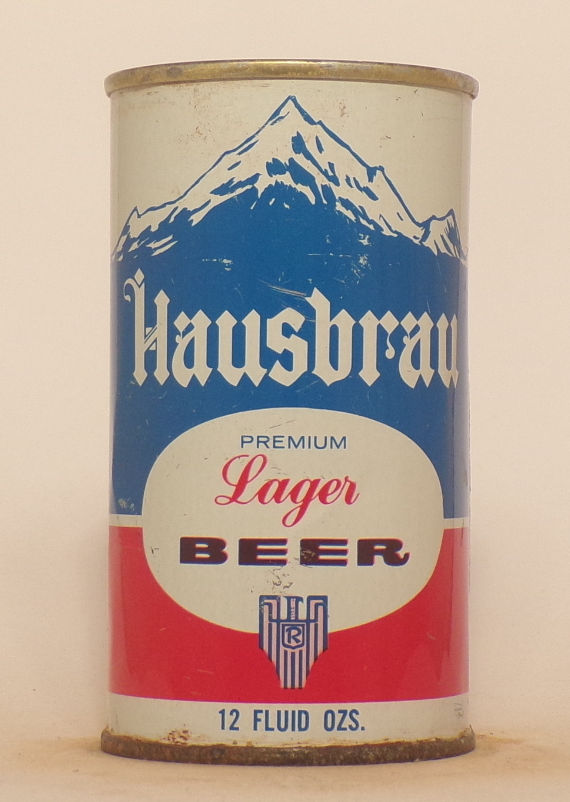 Hausbrau
PREMIUM
Lager
BEER
R
12 FLUID OZS.